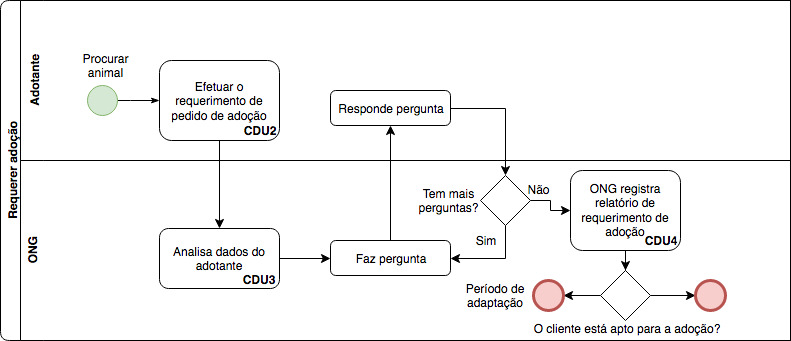 Requerer adoção
Adotante
ONG
Procurar
animal
Efetuar o
requerimento de
pedido de adoção
CDU2
Responde pergunta
Tem mais
perguntas?
Não
Sim
ONG registra
relatório de
requerimento de
adoção
CDU4
Analisa dados do
adotante
CDU3
Faz pergunta
Período de
adaptação
O cliente está apto para a adoção?